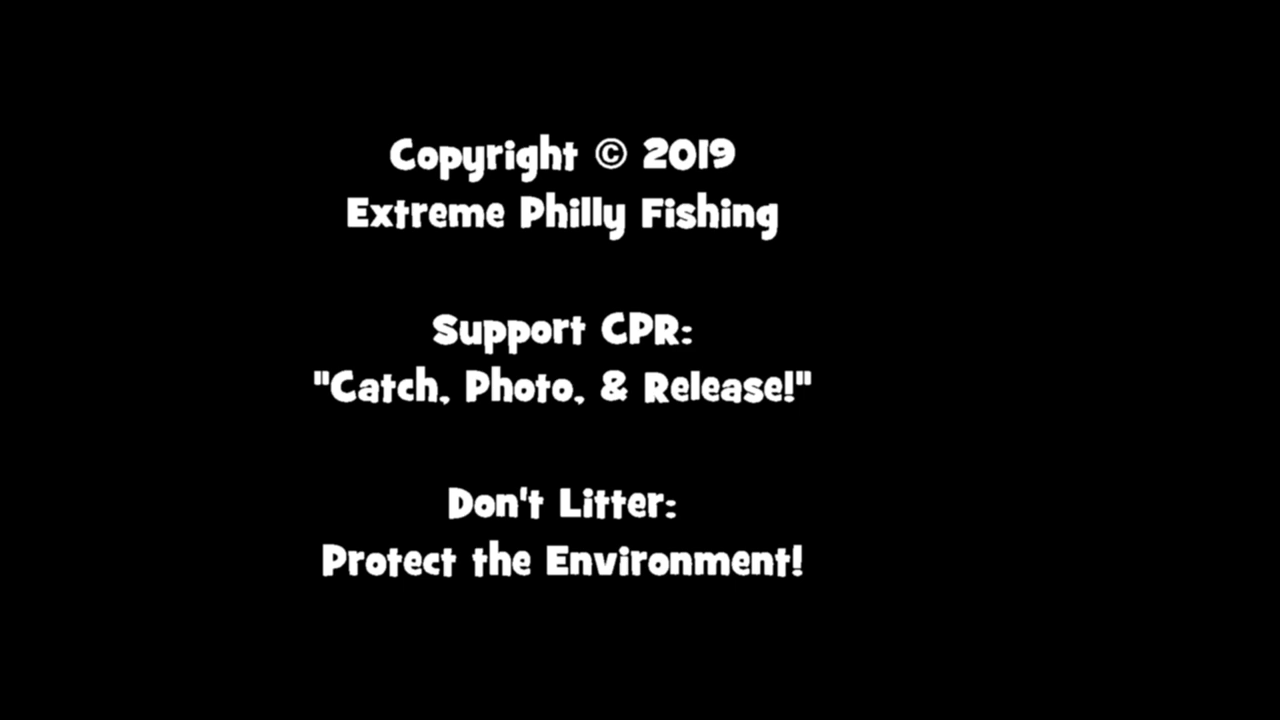 Copyright © 2019
Extreme Philly Fishing
Support CPR:
"Catch, Photo, & Release!"
Don't Litter:
Protect the Environment!